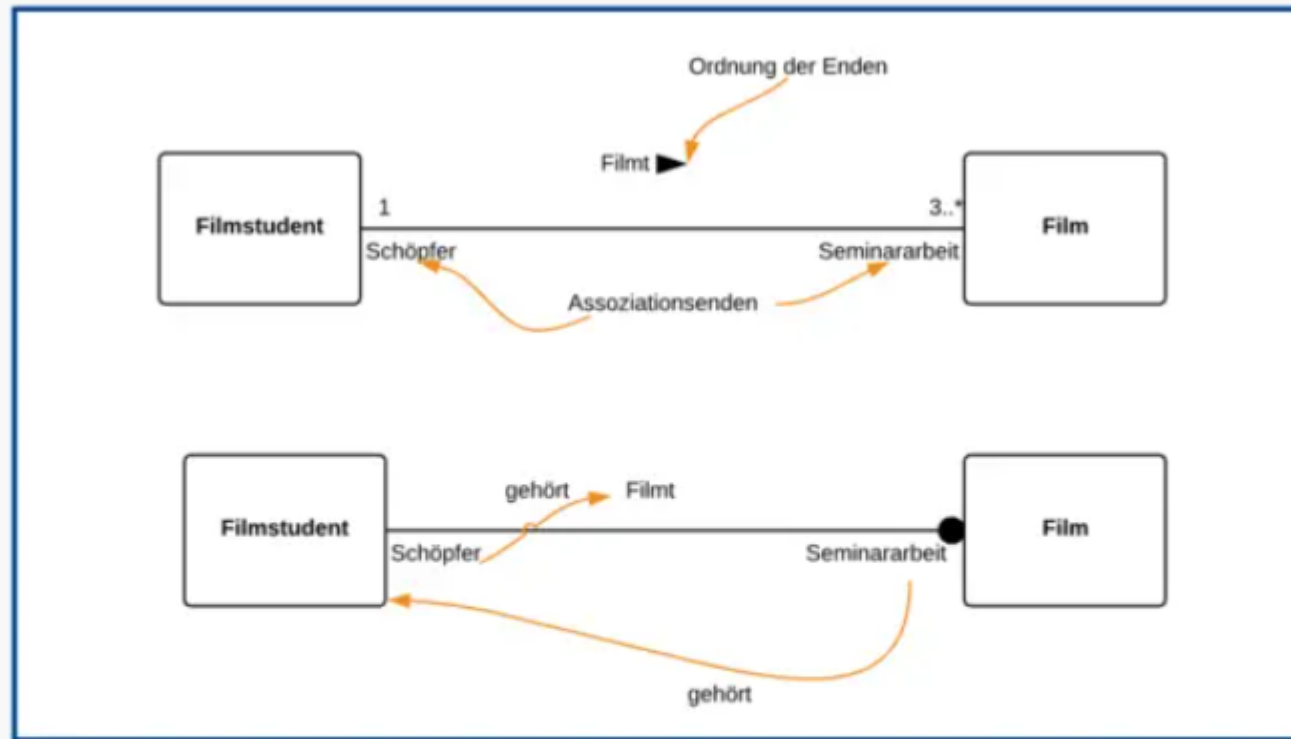 Ordnung der Enden
Filmt
1
3..*
Filmstudent
Film
Schöpfer
Seminararbeit
Assoziationsenden
gehört
Filmt
Filmstudent
Film
Schöpfer
Seminararbeit
gehört